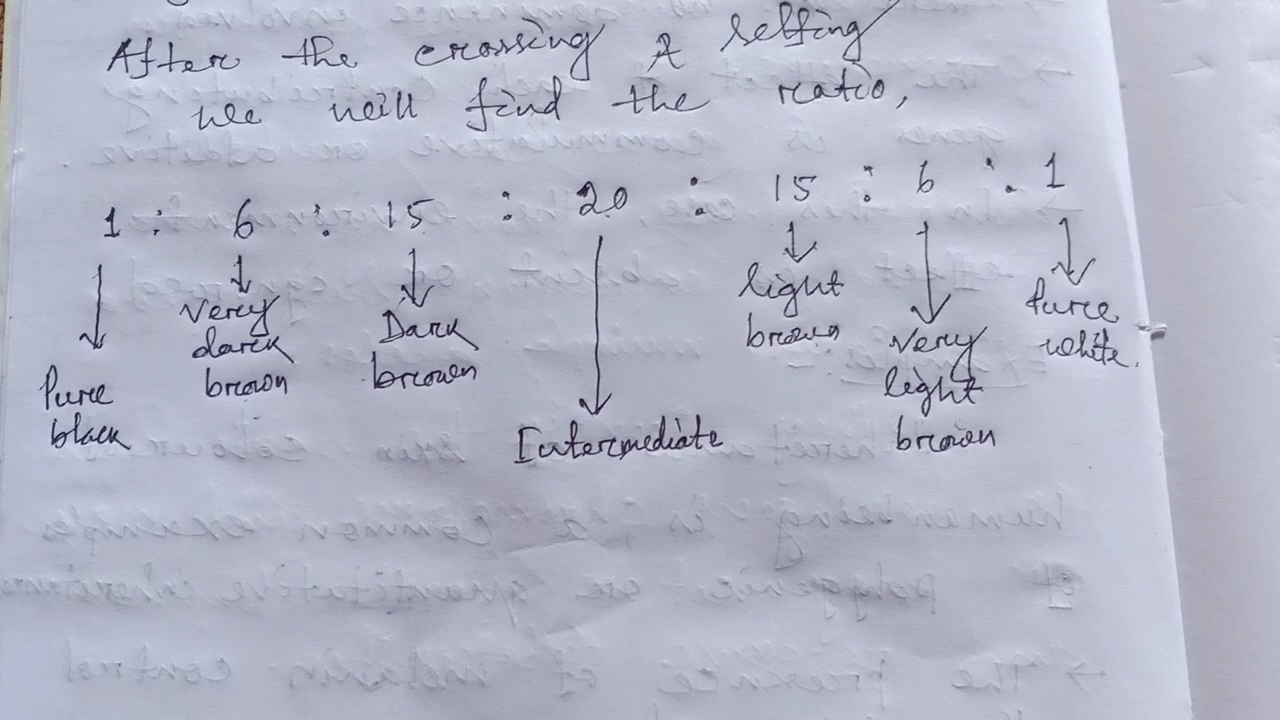 After the crossing & selfing
we will find the ratio,
1 : 6 : 15 : 20 : 15 : 6 : 1
Pure
black
Very
dark
brown
Dark
brown
Intermediate
light
brown
Very
light
brown
Pure
white.